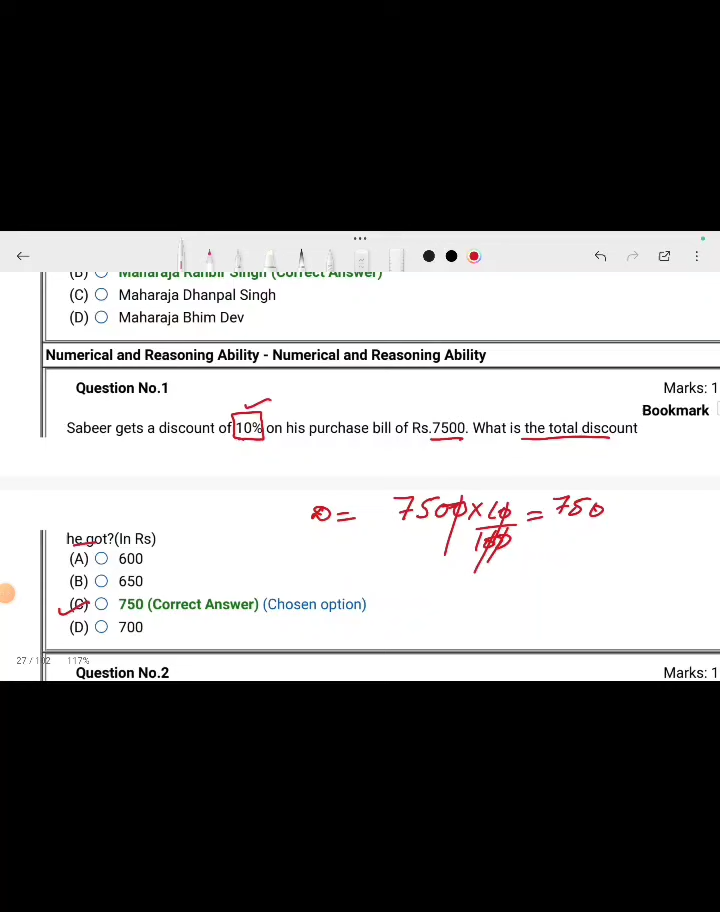 (B) Maharaja Ranbir Singh (Correct Answer)
(C) Maharaja Dhanpal Singh
(D) Maharaja Bhim Dev
Numerical and Reasoning Ability - Numerical and Reasoning Ability
Question No.1 Marks: 1
Bookmark
Sabeer gets a discount of 10% on his purchase bill of Rs.7500. What is the total discount
= 7500 x 10 = 750
100
he got?(In Rs)
(A) 600
(B) 650
(C) 750 (Correct Answer) (Chosen option)
(D) 700
27 / 102 117%
Question No.2 Marks: 1